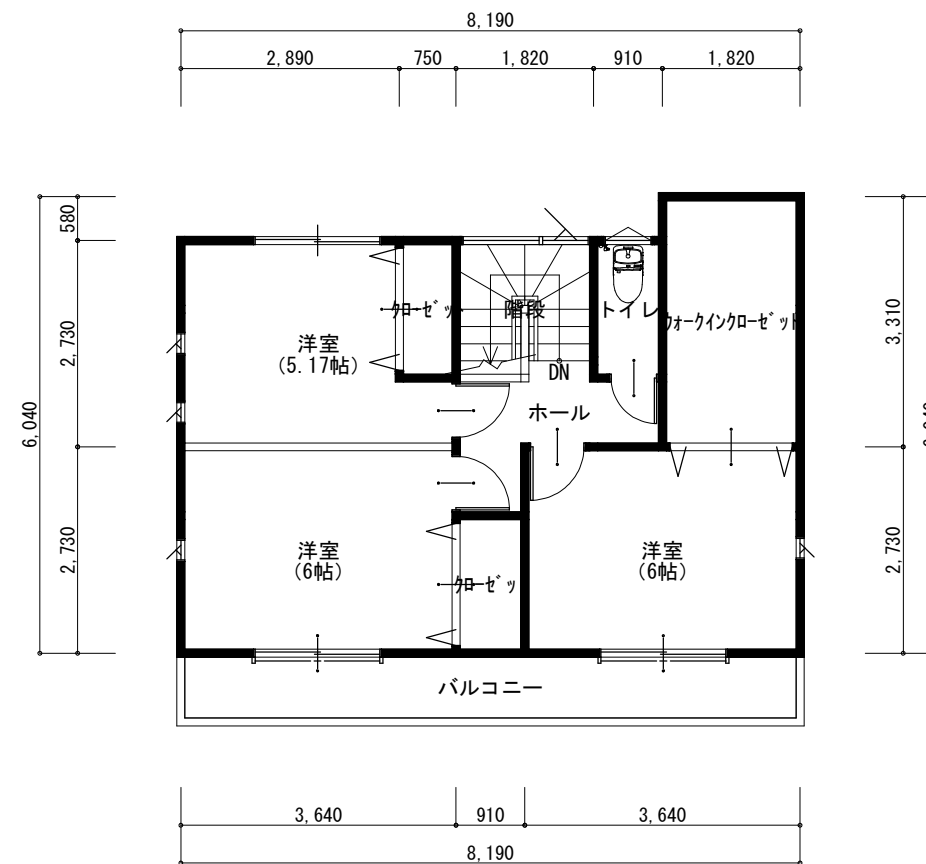 8,190
2,890 750 1,820 910 1,820
580
2,730
2,730
6,040
3,310
2,730
クローゼッ
階段
トイレ
ウォークインクローゼット
洋室
(5.17帖)
DN
ホール
洋室
(6帖)
クローゼッ
洋室
(6帖)
バルコニー
3,640 910 3,640
8,190